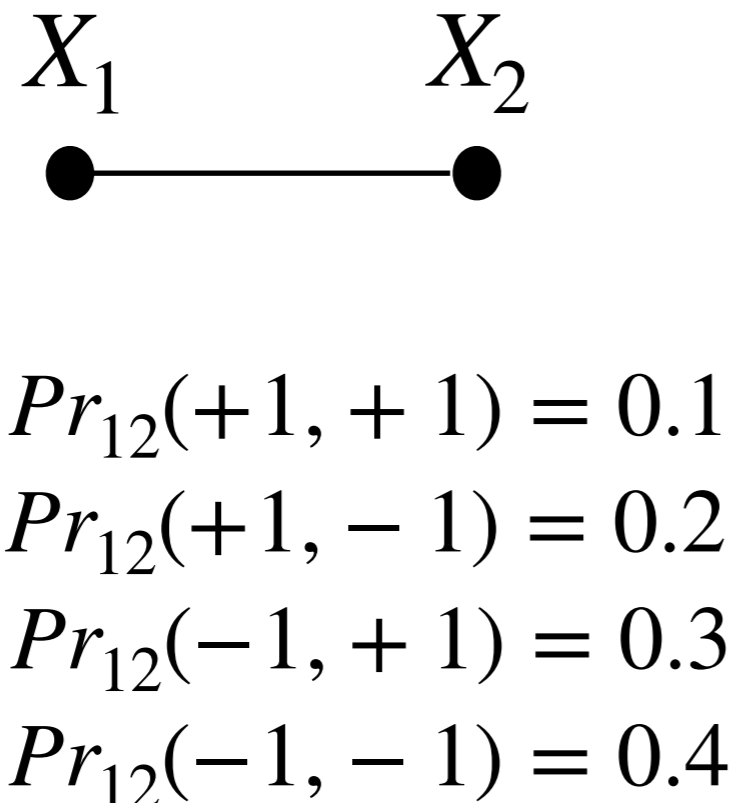 X₁ X₂
Pr₁₂(+1, + 1) = 0.1
Pr₁₂(+1, − 1) = 0.2
Pr₁₂(−1, + 1) = 0.3
Pr₁₂(−1, − 1) = 0.4